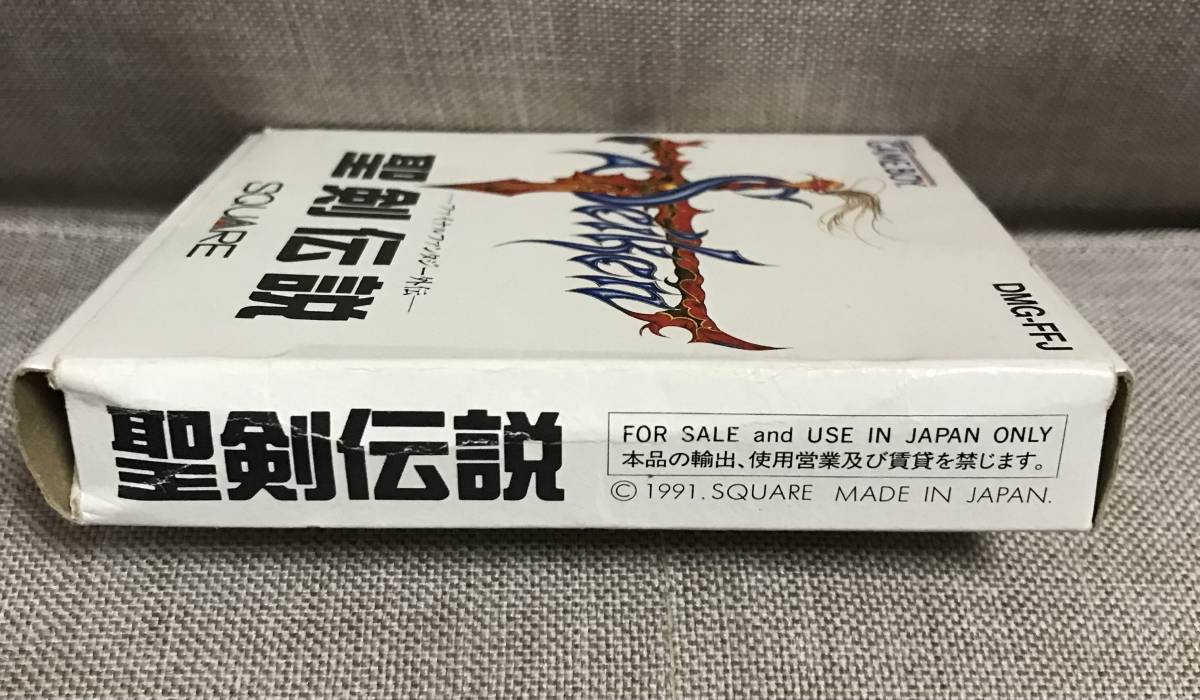 GAME BOY
DMG-FFJ
Seiken
ーファイナルファンタジー外伝ー
聖剣伝説
SQUARE
聖剣伝説
FOR SALE and USE IN JAPAN ONLY
本品の輸出、使用営業及び賃貸を禁じます。
© 1991. SQUARE MADE IN JAPAN.